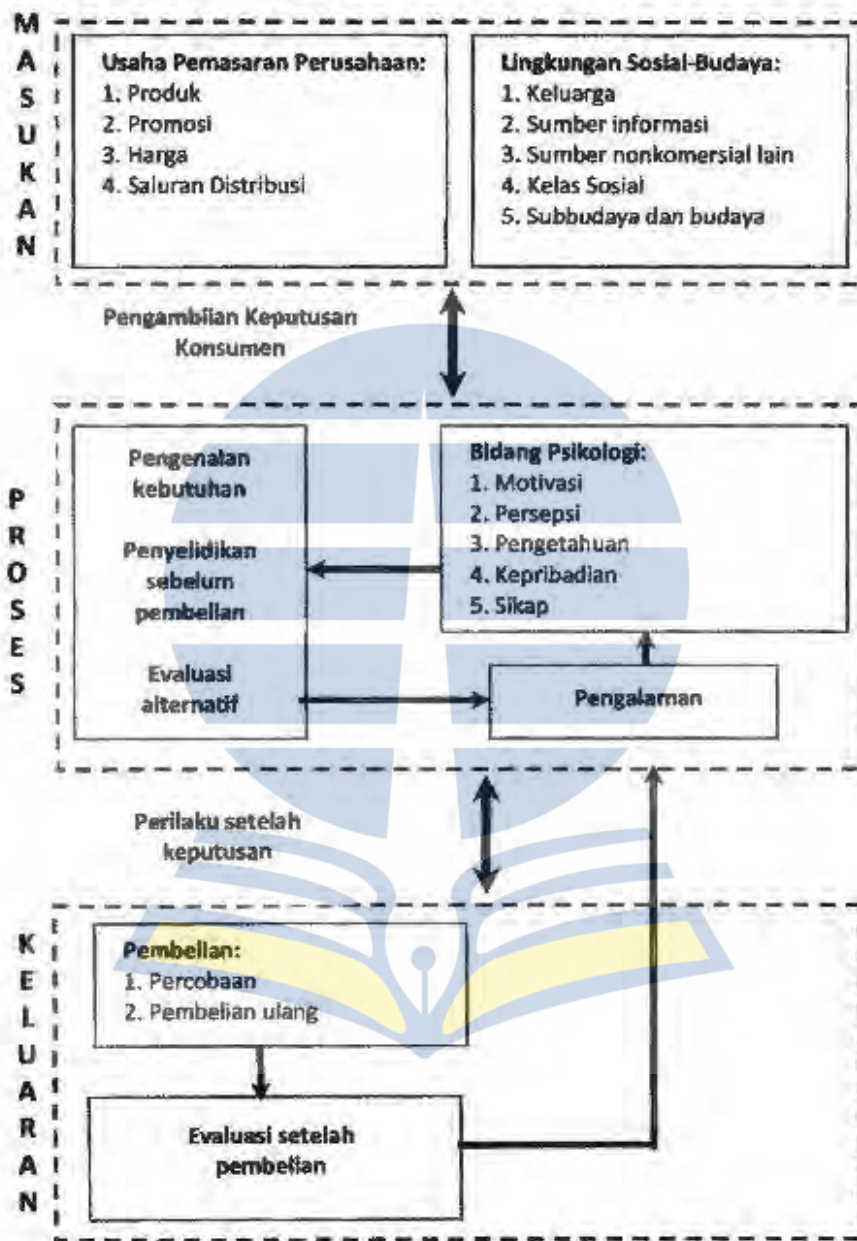 MASUKAN
Usaha Pemasaran Perusahaan:
1. Produk
2. Promosi
3. Harga
4. Saluran Distribusi
Lingkungan Sosial-Budaya:
1. Keluarga
2. Sumber informasi
3. Sumber nonkomersial lain
4. Kelas Sosial
5. Subbudaya dan budaya
Pengambilan Keputusan
Konsumen
PROSES
Pengenalan
kebutuhan
Penyelidikan
sebelum
pembelian
Evaluasi
alternatif
Bidang Psikologi:
1. Motivasi
2. Persepsi
3. Pengetahuan
4. Kepribadian
5. Sikap
Pengalaman
Perilaku setelah
keputusan
KELUARAN
Pembelian:
1. Percobaan
2. Pembelian ulang
Evaluasi setelah
pembelian